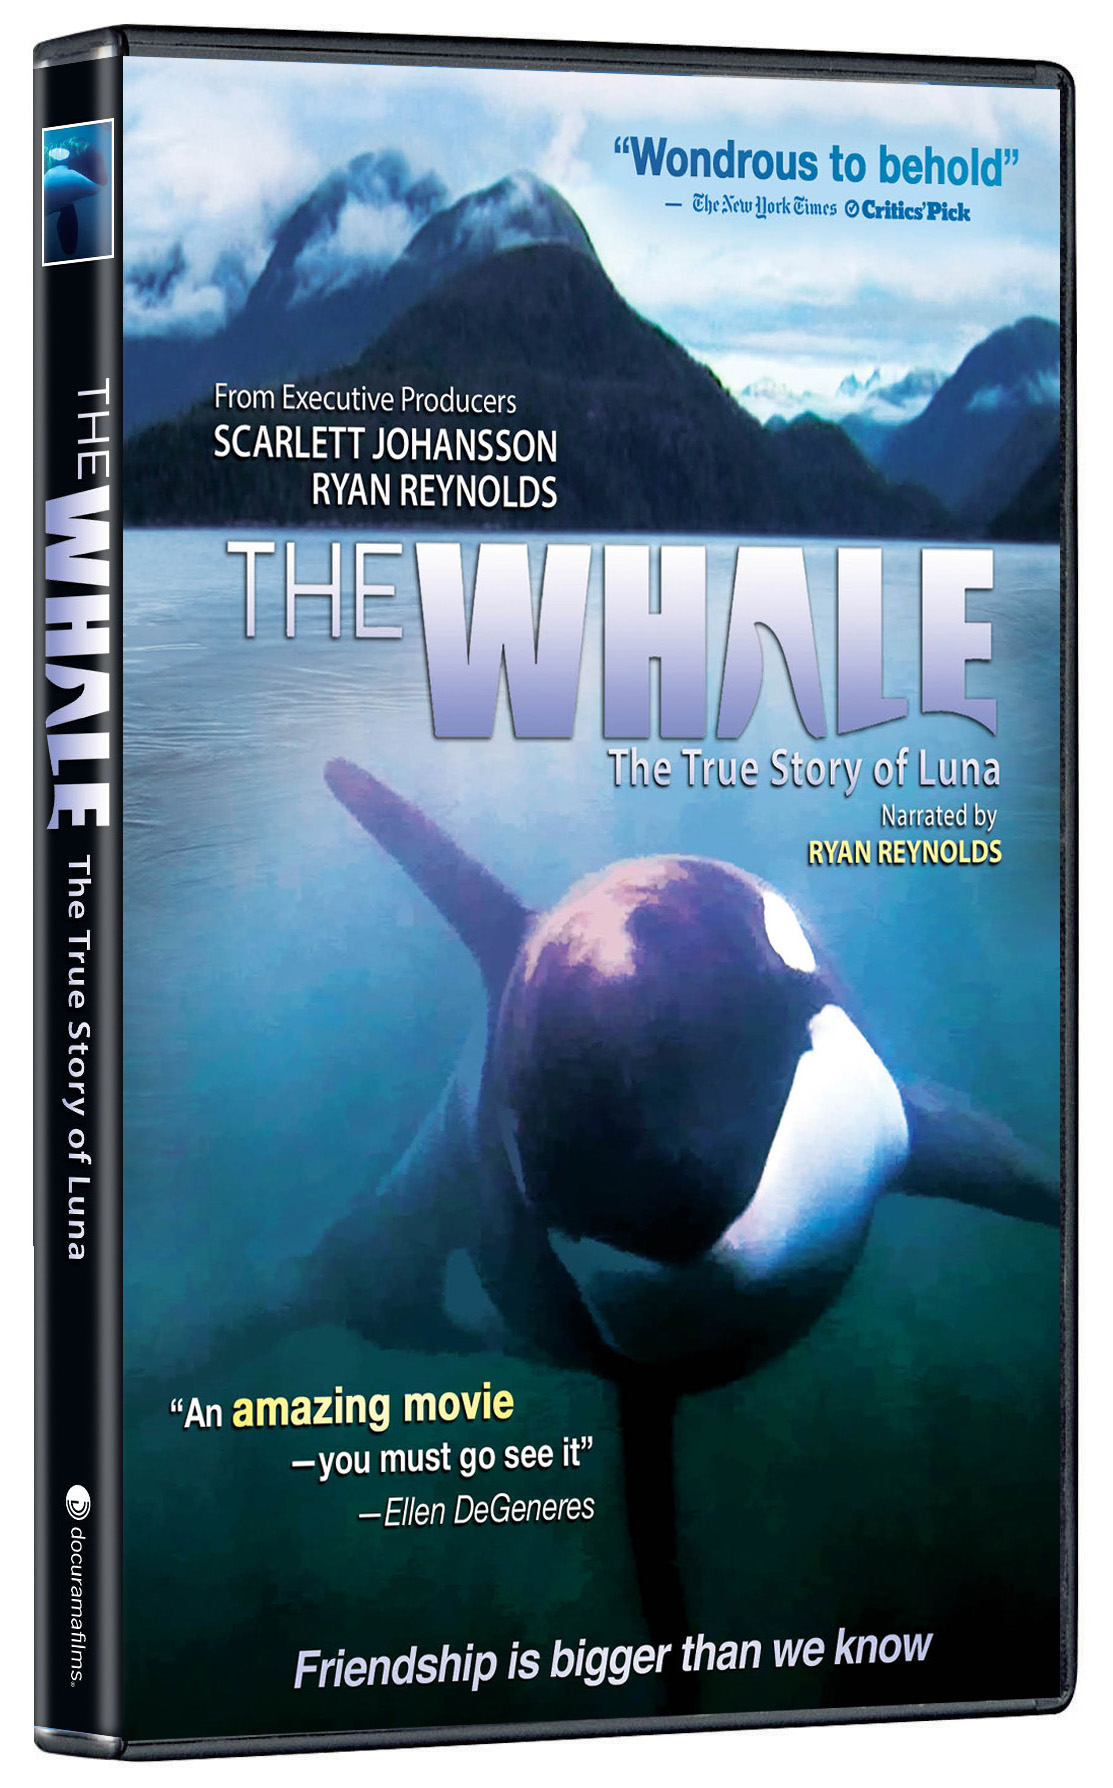 THE WHALE The True Story of Luna
docuramafilms®
“Wondrous to behold”
— The New York Times Critics' Pick
From Executive Producers
SCARLETT JOHANSSON
RYAN REYNOLDS
THE WHALE
The True Story of Luna
Narrated by
RYAN REYNOLDS
“An amazing movie
—you must go see it”
—Ellen DeGeneres
Friendship is bigger than we know